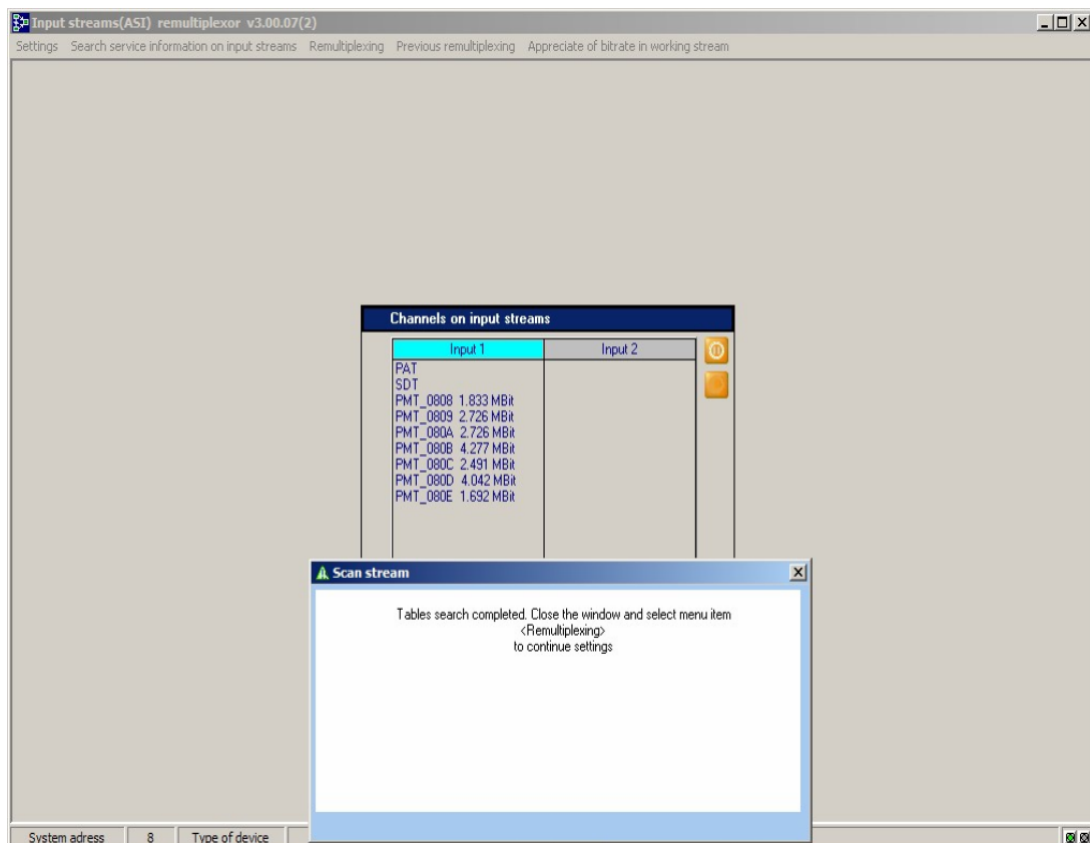 Input streams(ASI) remultiplexor v3.00.07(2)
Settings Search service information on input streams Remultiplexing Previous remultiplexing Appreciate of bitrate in working stream
Channels on input streams
Input 1 Input 2
PAT
SDT
PMT_0808 1.833 MBit
PMT_0809 2.726 MBit
PMT_080A 2.726 MBit
PMT_080B 4.277 MBit
PMT_080C 2.491 MBit
PMT_080D 4.042 MBit
PMT_080E 1.692 MBit
Scan stream
Tables search completed. Close the window and select menu item
<Remultiplexing>
to continue settings
System adress 8 Type of device